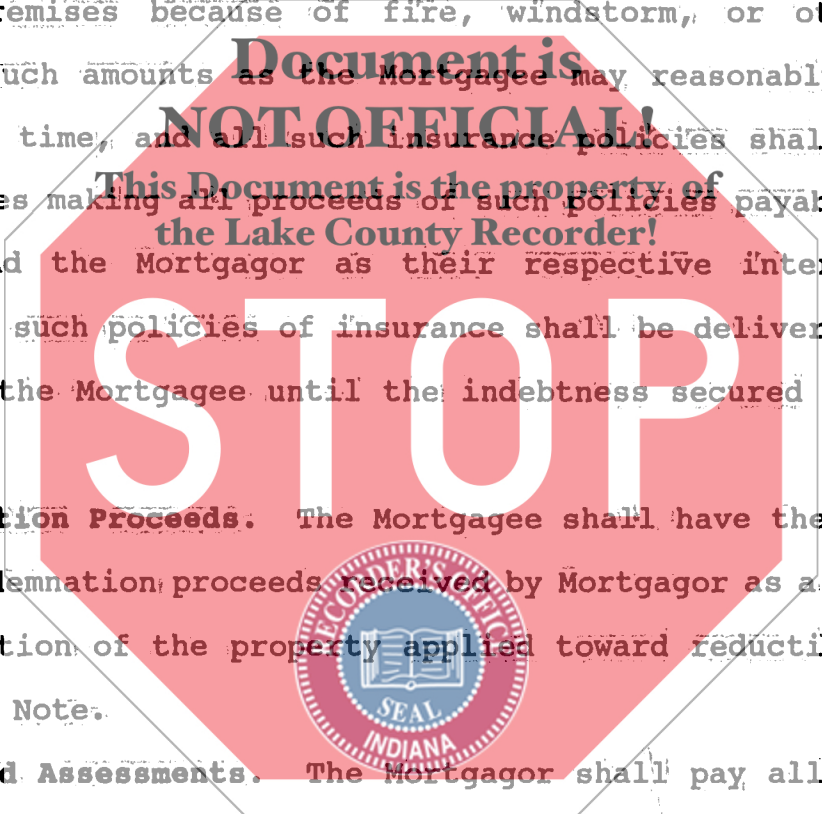 remises because of fire, windstorm, or ot
uch amounts as the Mortgagee may reasonabl
time, and all such insurance policies shal
es making all proceeds of such policies payab
d the Mortgagor as their respective inter
such policies of insurance shall be deliver
the Mortgagee until the indebtness secured
tion Proceeds. The Mortgagee shall have the
demnation proceeds received by Mortgagor as a
tion of the property applied toward reducti
Note.
d Assessments. The Mortgagor shall pay all
Document is
NOT OFFICIAL!
This Document is the property of
the Lake County Recorder!
STOP
RECORDER'S OFFICE
SEAL
INDIANA